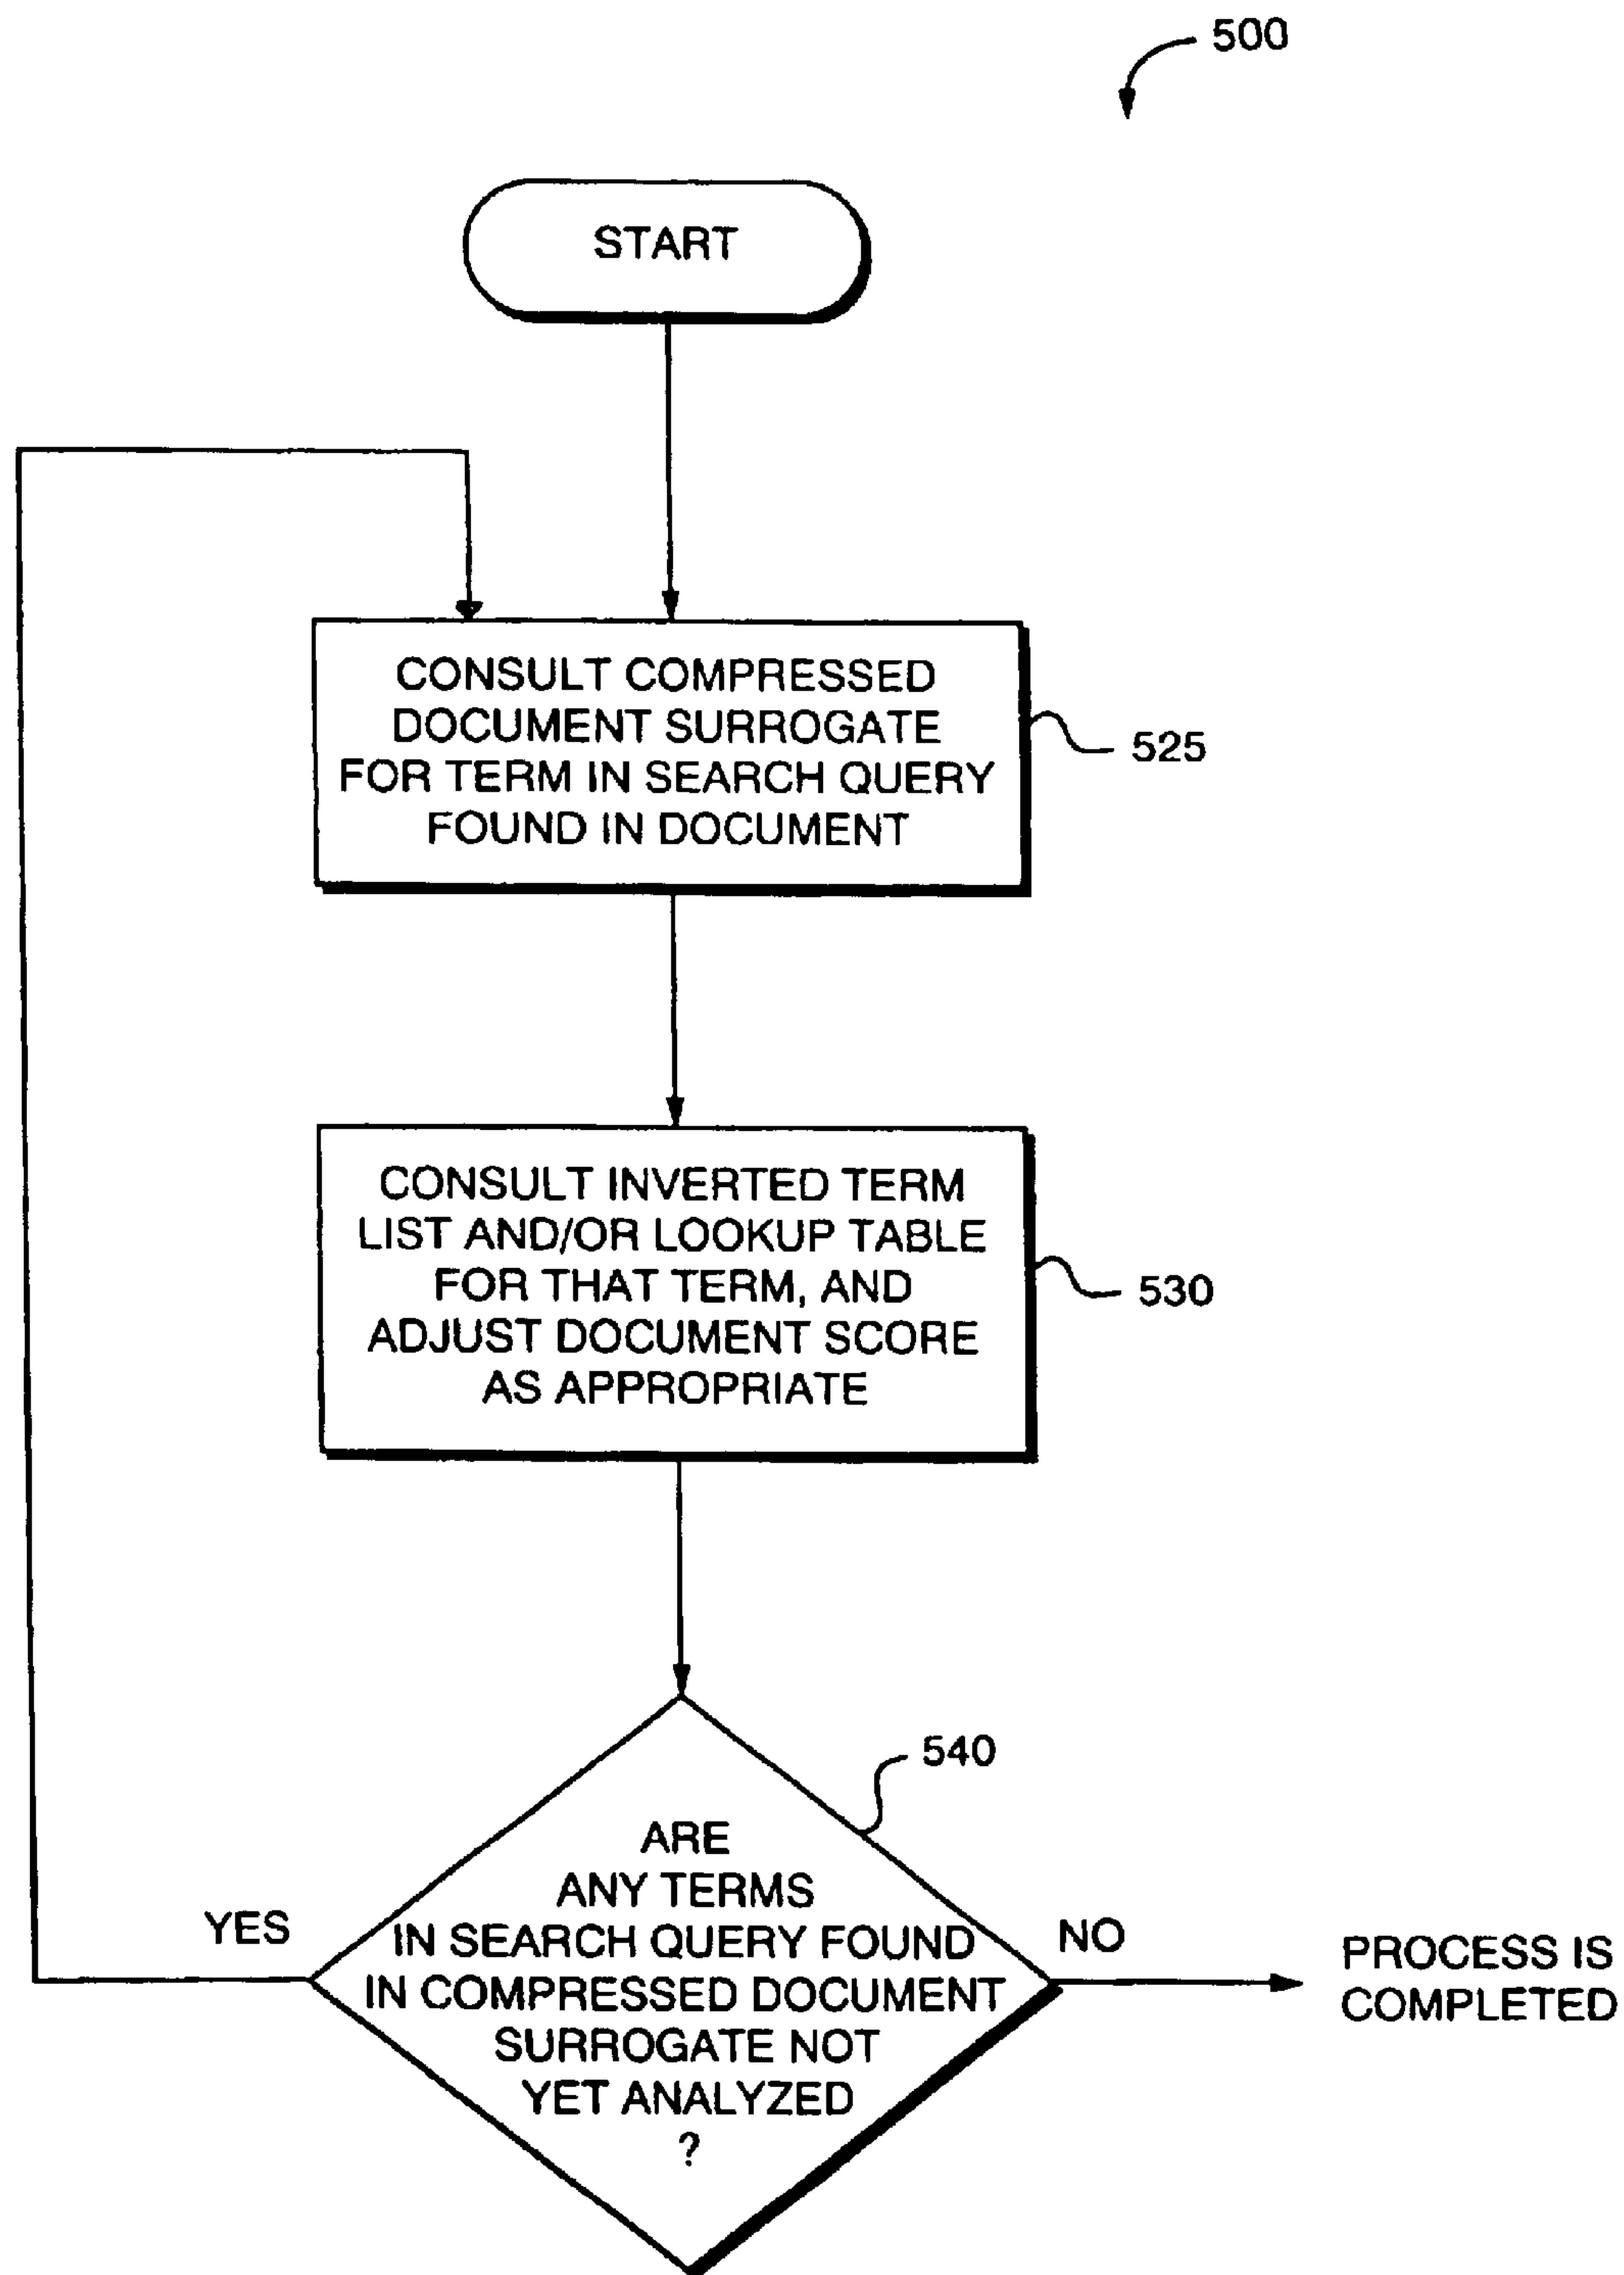 500
START
CONSULT COMPRESSED
DOCUMENT SURROGATE
FOR TERM IN SEARCH QUERY
FOUND IN DOCUMENT
525
CONSULT INVERTED TERM
LIST AND/OR LOOKUP TABLE
FOR THAT TERM, AND
ADJUST DOCUMENT SCORE
AS APPROPRIATE
530
540
ARE
ANY TERMS
IN SEARCH QUERY FOUND
IN COMPRESSED DOCUMENT
SURROGATE NOT
YET ANALYZED
?
YES
NO
PROCESS IS
COMPLETED